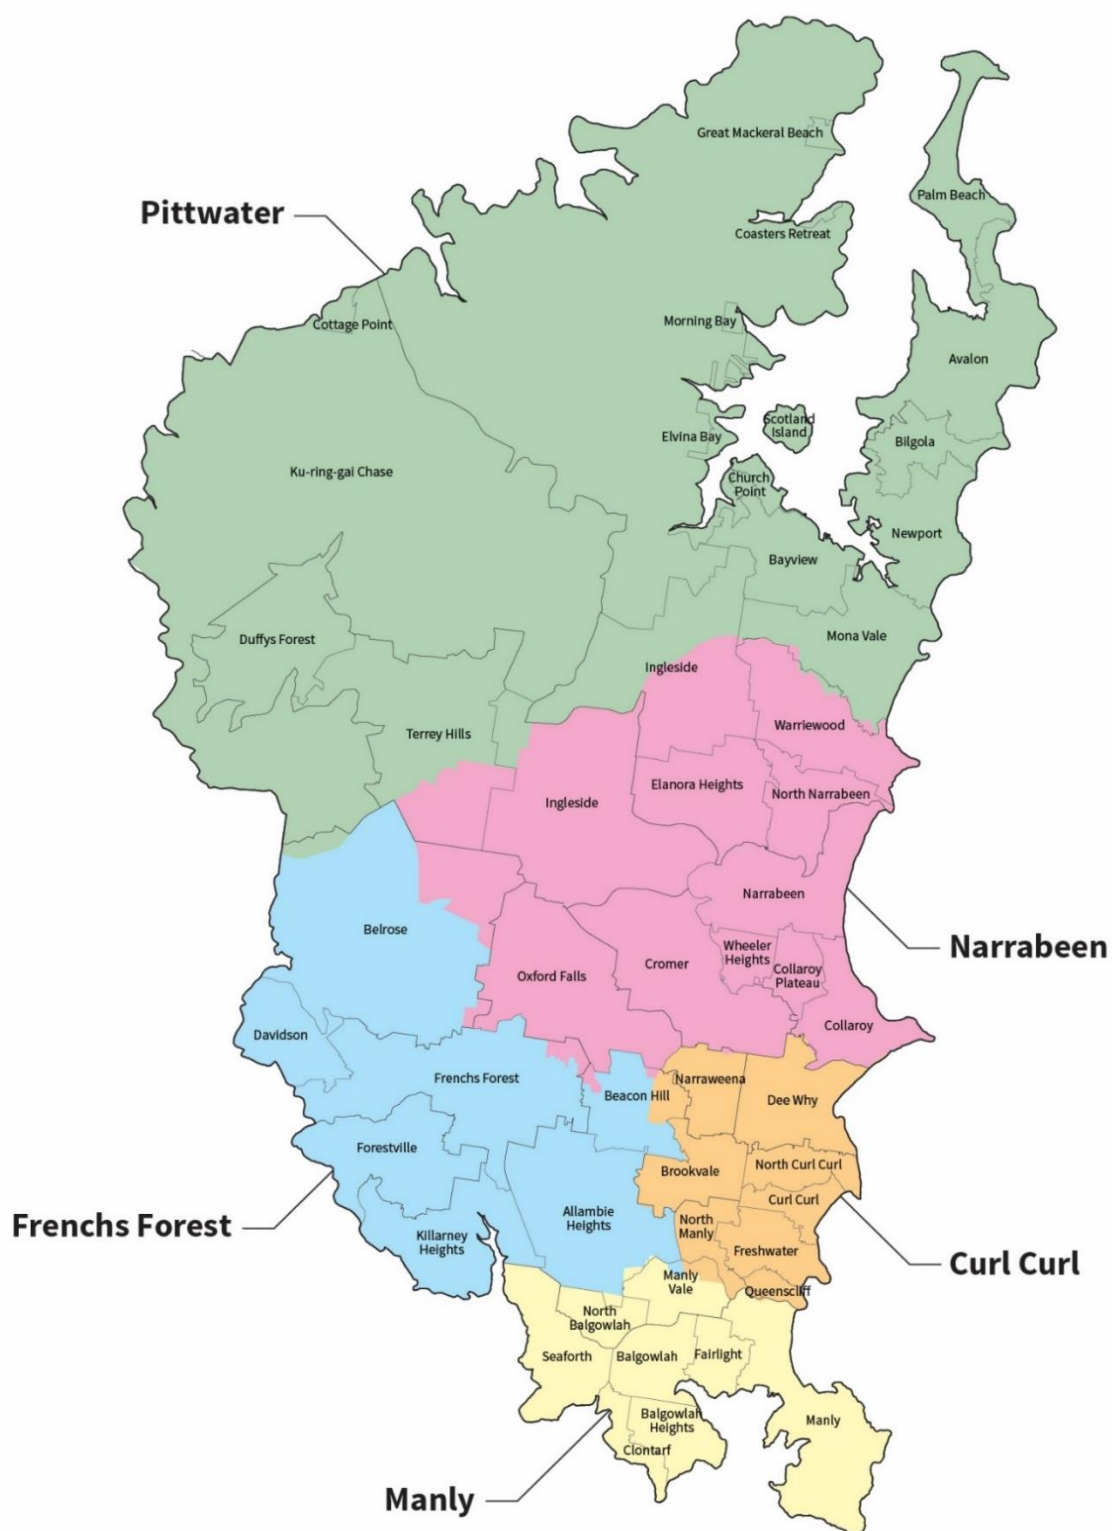 Great Mackeral Beach
Palm Beach
Pittwater
Coasters Retreat
Morning Bay
Cottage Point
Avalon
Scotland
Island
Elvina Bay
Bilgola
Ku-ring-gai Chase
Church
Point
Newport
Bayview
Duffys Forest
Mona Vale
Ingleside
Warriewood
Terrey Hills
Elanora Heights
North Narrabeen
Ingleside
Narrabeen
Belrose
Wheeler
Heights
Narrabeen
Cromer
Collaroy
Plateau
Oxford Falls
Collaroy
Davidson
Frenchs Forest
Narraweena
Beacon Hill
Dee Why
Forestville
North Curl Curl
Brookvale
Curl Curl
Allambie
Heights
Frenchs Forest
North
Manly
Killarney
Heights
Freshwater
Curl Curl
Manly
Vale
Queenscliff
North
Balgowlah
Seaforth
Balgowlah
Fairlight
Balgowlah
Heights
Manly
Clontarf
Manly